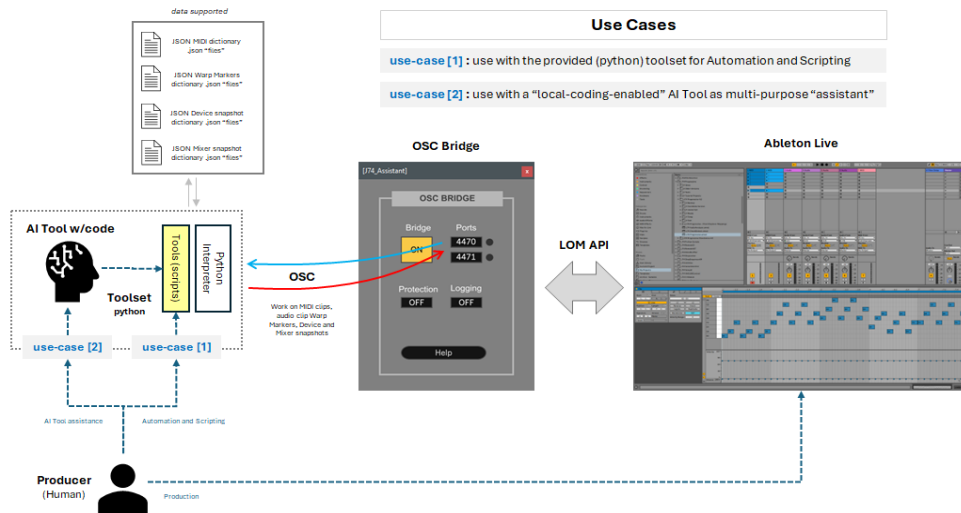 data supported
JSON MIDI dictionary
.json “files”
JSON Warp Markers
dictionary .json “files”
JSON Device snapshot
dictionary .json “files”
JSON Mixer snapshot
dictionary .json “files”
Use Cases
use-case [1] : use with the provided (python) toolset for Automation and Scripting
use-case [2] : use with a “local-coding-enabled” AI Tool as multi-purpose “assistant”
OSC Bridge
Ableton Live
[J74_Assistant]
x
OSC BRIDGE
Bridge
Ports
ON
4470
4471
Protection
Logging
OFF
OFF
Help
LOM API
AI Tool w/code
Tools (scripts)
Python
Interpreter
Toolset
python
OSC
Work on MIDI clips,
audio clip Warp
Markers, Device and
Mixer snapshots
use-case [2]
use-case [1]
AI Tool assistance
Automation and Scripting
Producer
(Human)
Production